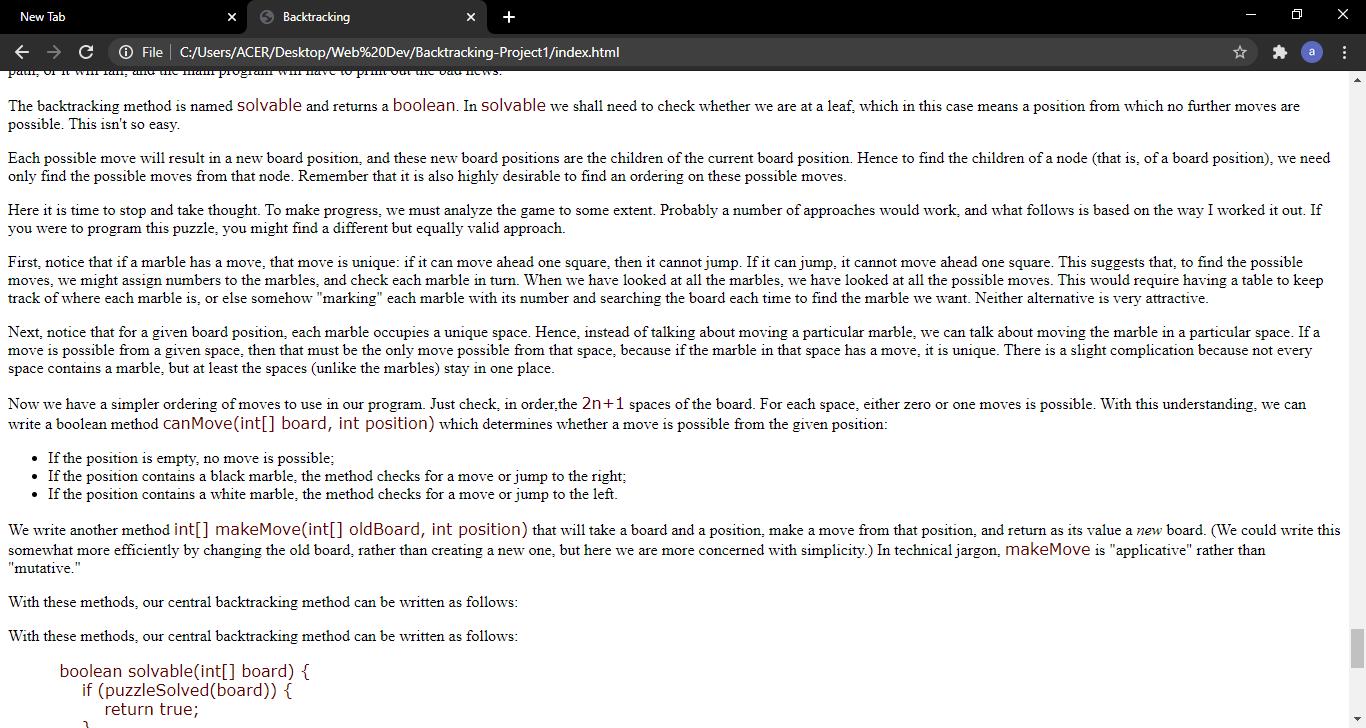 New Tab
Backtracking
File
C:/Users/ACER/Desktop/Web%20Dev/Backtracking-Project1/index.html
a
path, or it will fail, and the main program will have to print out the bad news.
The backtracking method is named solvable and returns a boolean. In solvable we shall need to check whether we are at a leaf, which in this case means a position from which no further moves are
possible. This isn't so easy.
Each possible move will result in a new board position, and these new board positions are the children of the current board position. Hence to find the children of a node (that is, of a board position), we need
only find the possible moves from that node. Remember that it is also highly desirable to find an ordering on these possible moves.
Here it is time to stop and take thought. To make progress, we must analyze the game to some extent. Probably a number of approaches would work, and what follows is based on the way I worked it out. If
you were to program this puzzle, you might find a different but equally valid approach.
First, notice that if a marble has a move, that move is unique: if it can move ahead one square, then it cannot jump. If it can jump, it cannot move ahead one square. This suggests that, to find the possible
moves, we might assign numbers to the marbles, and check each marble in turn. When we have looked at all the marbles, we have looked at all the possible moves. This would require having a table to keep
track of where each marble is, or else somehow "marking" each marble with its number and searching the board each time to find the marble we want. Neither alternative is very attractive.
Next, notice that for a given board position, each marble occupies a unique space. Hence, instead of talking about moving a particular marble, we can talk about moving the marble in a particular space. If a
move is possible from a given space, then that must be the only move possible from that space, because if the marble in that space has a move, it is unique. There is a slight complication because not every
space contains a marble, but at least the spaces (unlike the marbles) stay in one place.
Now we have a simpler ordering of moves to use in our program. Just check, in order,the 2n+1 spaces of the board. For each space, either zero or one moves is possible. With this understanding, we can
write a boolean method canMove(int[] board, int position) which determines whether a move is possible from the given position:
• If the position is empty, no move is possible;
• If the position contains a black marble, the method checks for a move or jump to the right;
• If the position contains a white marble, the method checks for a move or jump to the left.
We write another method int[] makeMove(int[] oldBoard, int position) that will take a board and a position, make a move from that position, and return as its value a new board. (We could write this
somewhat more efficiently by changing the old board, rather than creating a new one, but here we are more concerned with simplicity.) In technical jargon, makeMove is "applicative" rather than
"mutative."
With these methods, our central backtracking method can be written as follows:
With these methods, our central backtracking method can be written as follows:
boolean solvable(int[] board) {
if (puzzleSolved(board)) {
return true;
}